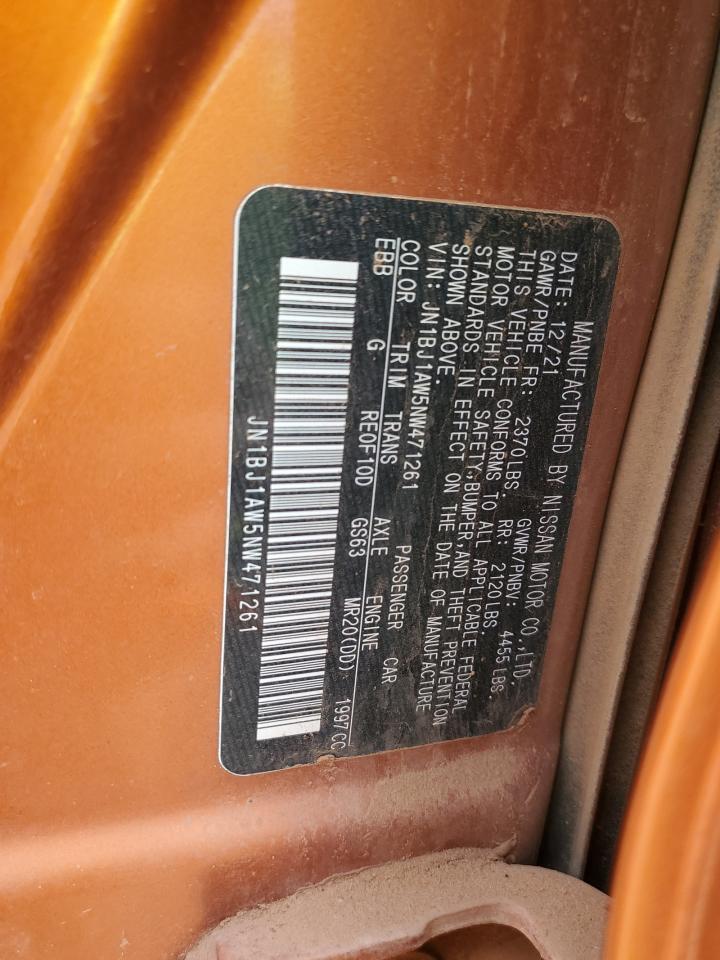 MANUFACTURED BY NISSAN MOTOR CO.,LTD.
DATE: 12/21 GVWR/PNBV: 4455 LBS.
GAWR/PNBE FR: 2370 LBS. RR: 2120 LBS.
THIS VEHICLE CONFORMS TO ALL APPLICABLE FEDERAL
MOTOR VEHICLE SAFETY,BUMPER,AND THEFT PREVENTION
STANDARDS IN EFFECT ON THE DATE OF MANUFACTURE
SHOWN ABOVE.
VIN: JN1BJ1AW5NW471261 PASSENGER CAR
COLOR TRIM TRANS AXLE ENGINE
EBB G RE0F10D GS63 MR20(DD) 1997CC
JN1BJ1AW5NW471261